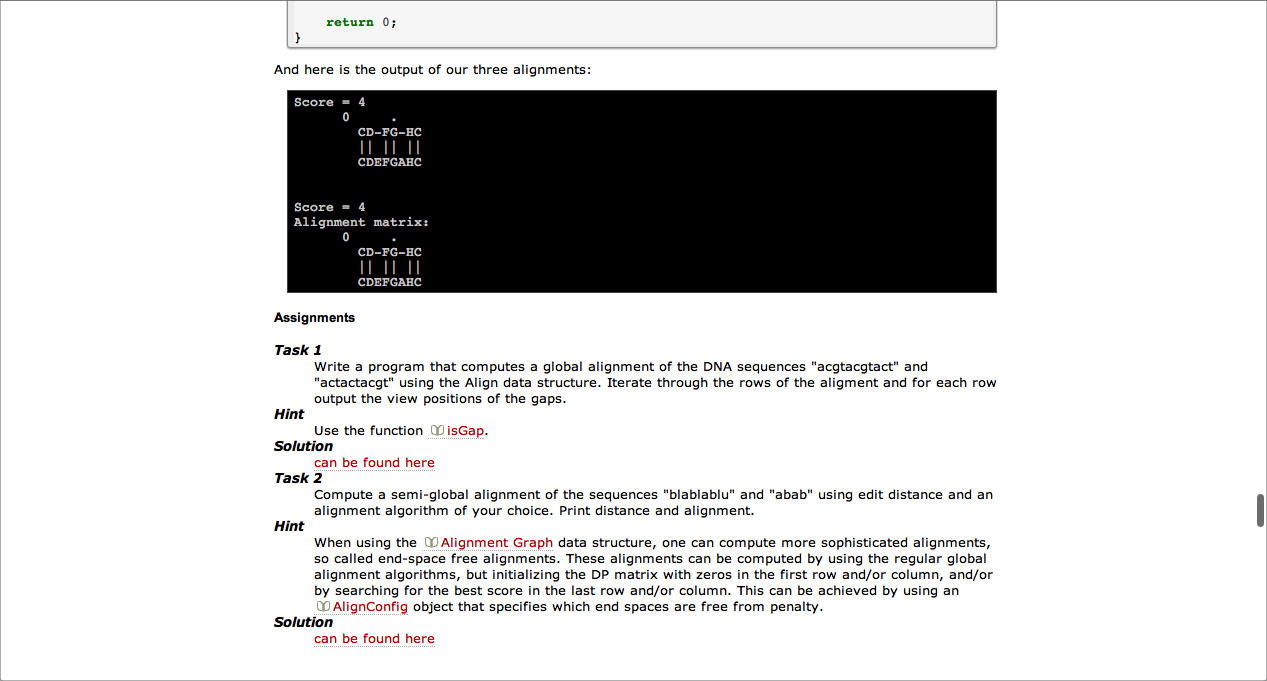 return 0;
}
And here is the output of our three alignments:
Score = 4
0     .
CD-FG-HC
|| || ||
CDEFGAHC
Score = 4
Alignment matrix:
0     .
CD-FG-HC
|| || ||
CDEFGAHC
Assignments
Task 1
Write a program that computes a global alignment of the DNA sequences "acgtacgtact" and
"actactacgt" using the Align data structure. Iterate through the rows of the aligment and for each row
output the view positions of the gaps.
Hint
Use the function isGap.
Solution
can be found here
Task 2
Compute a semi-global alignment of the sequences "blablablu" and "abab" using edit distance and an
alignment algorithm of your choice. Print distance and alignment.
Hint
When using the Alignment Graph data structure, one can compute more sophisticated alignments,
so called end-space free alignments. These alignments can be computed by using the regular global
alignment algorithms, but initializing the DP matrix with zeros in the first row and/or column, and/or
by searching for the best score in the last row and/or column. This can be achieved by using an
AlignConfig object that specifies which end spaces are free from penalty.
Solution
can be found here